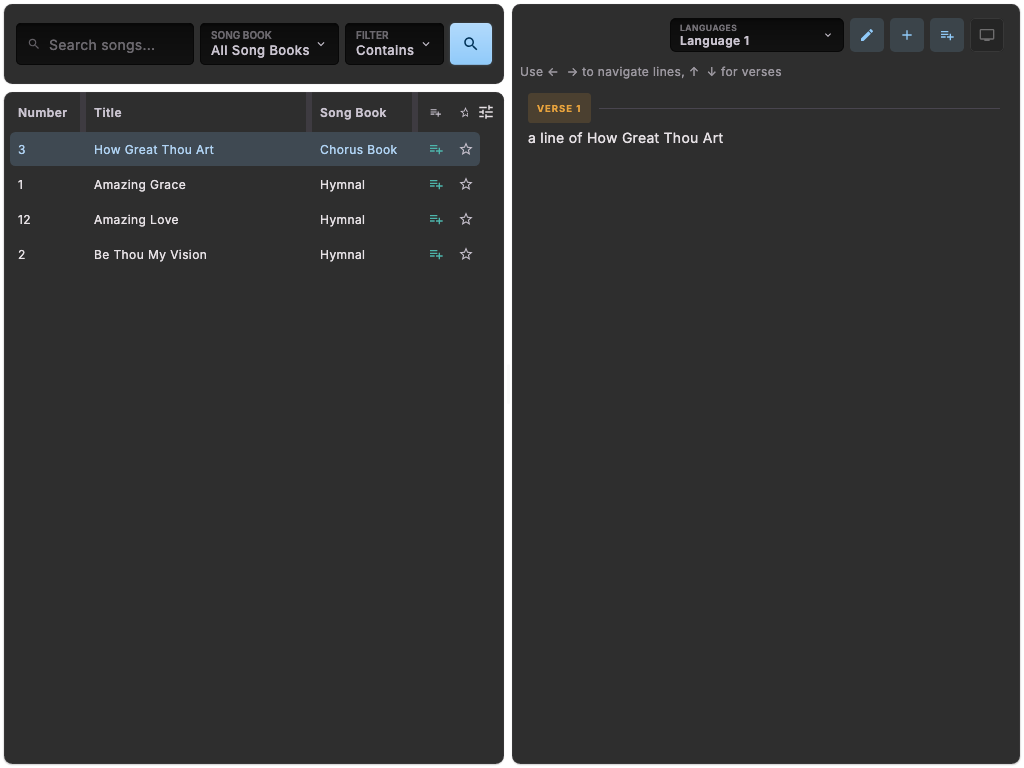 Search songs...
SONG BOOK
All Song Books
FILTER
Contains
Number Title Song Book
3 How Great Thou Art Chorus Book
1 Amazing Grace Hymnal
12 Amazing Love Hymnal
2 Be Thou My Vision Hymnal
LANGUAGES
Language 1
Use ← → to navigate lines, ↑ ↓ for verses
VERSE 1
a line of How Great Thou Art